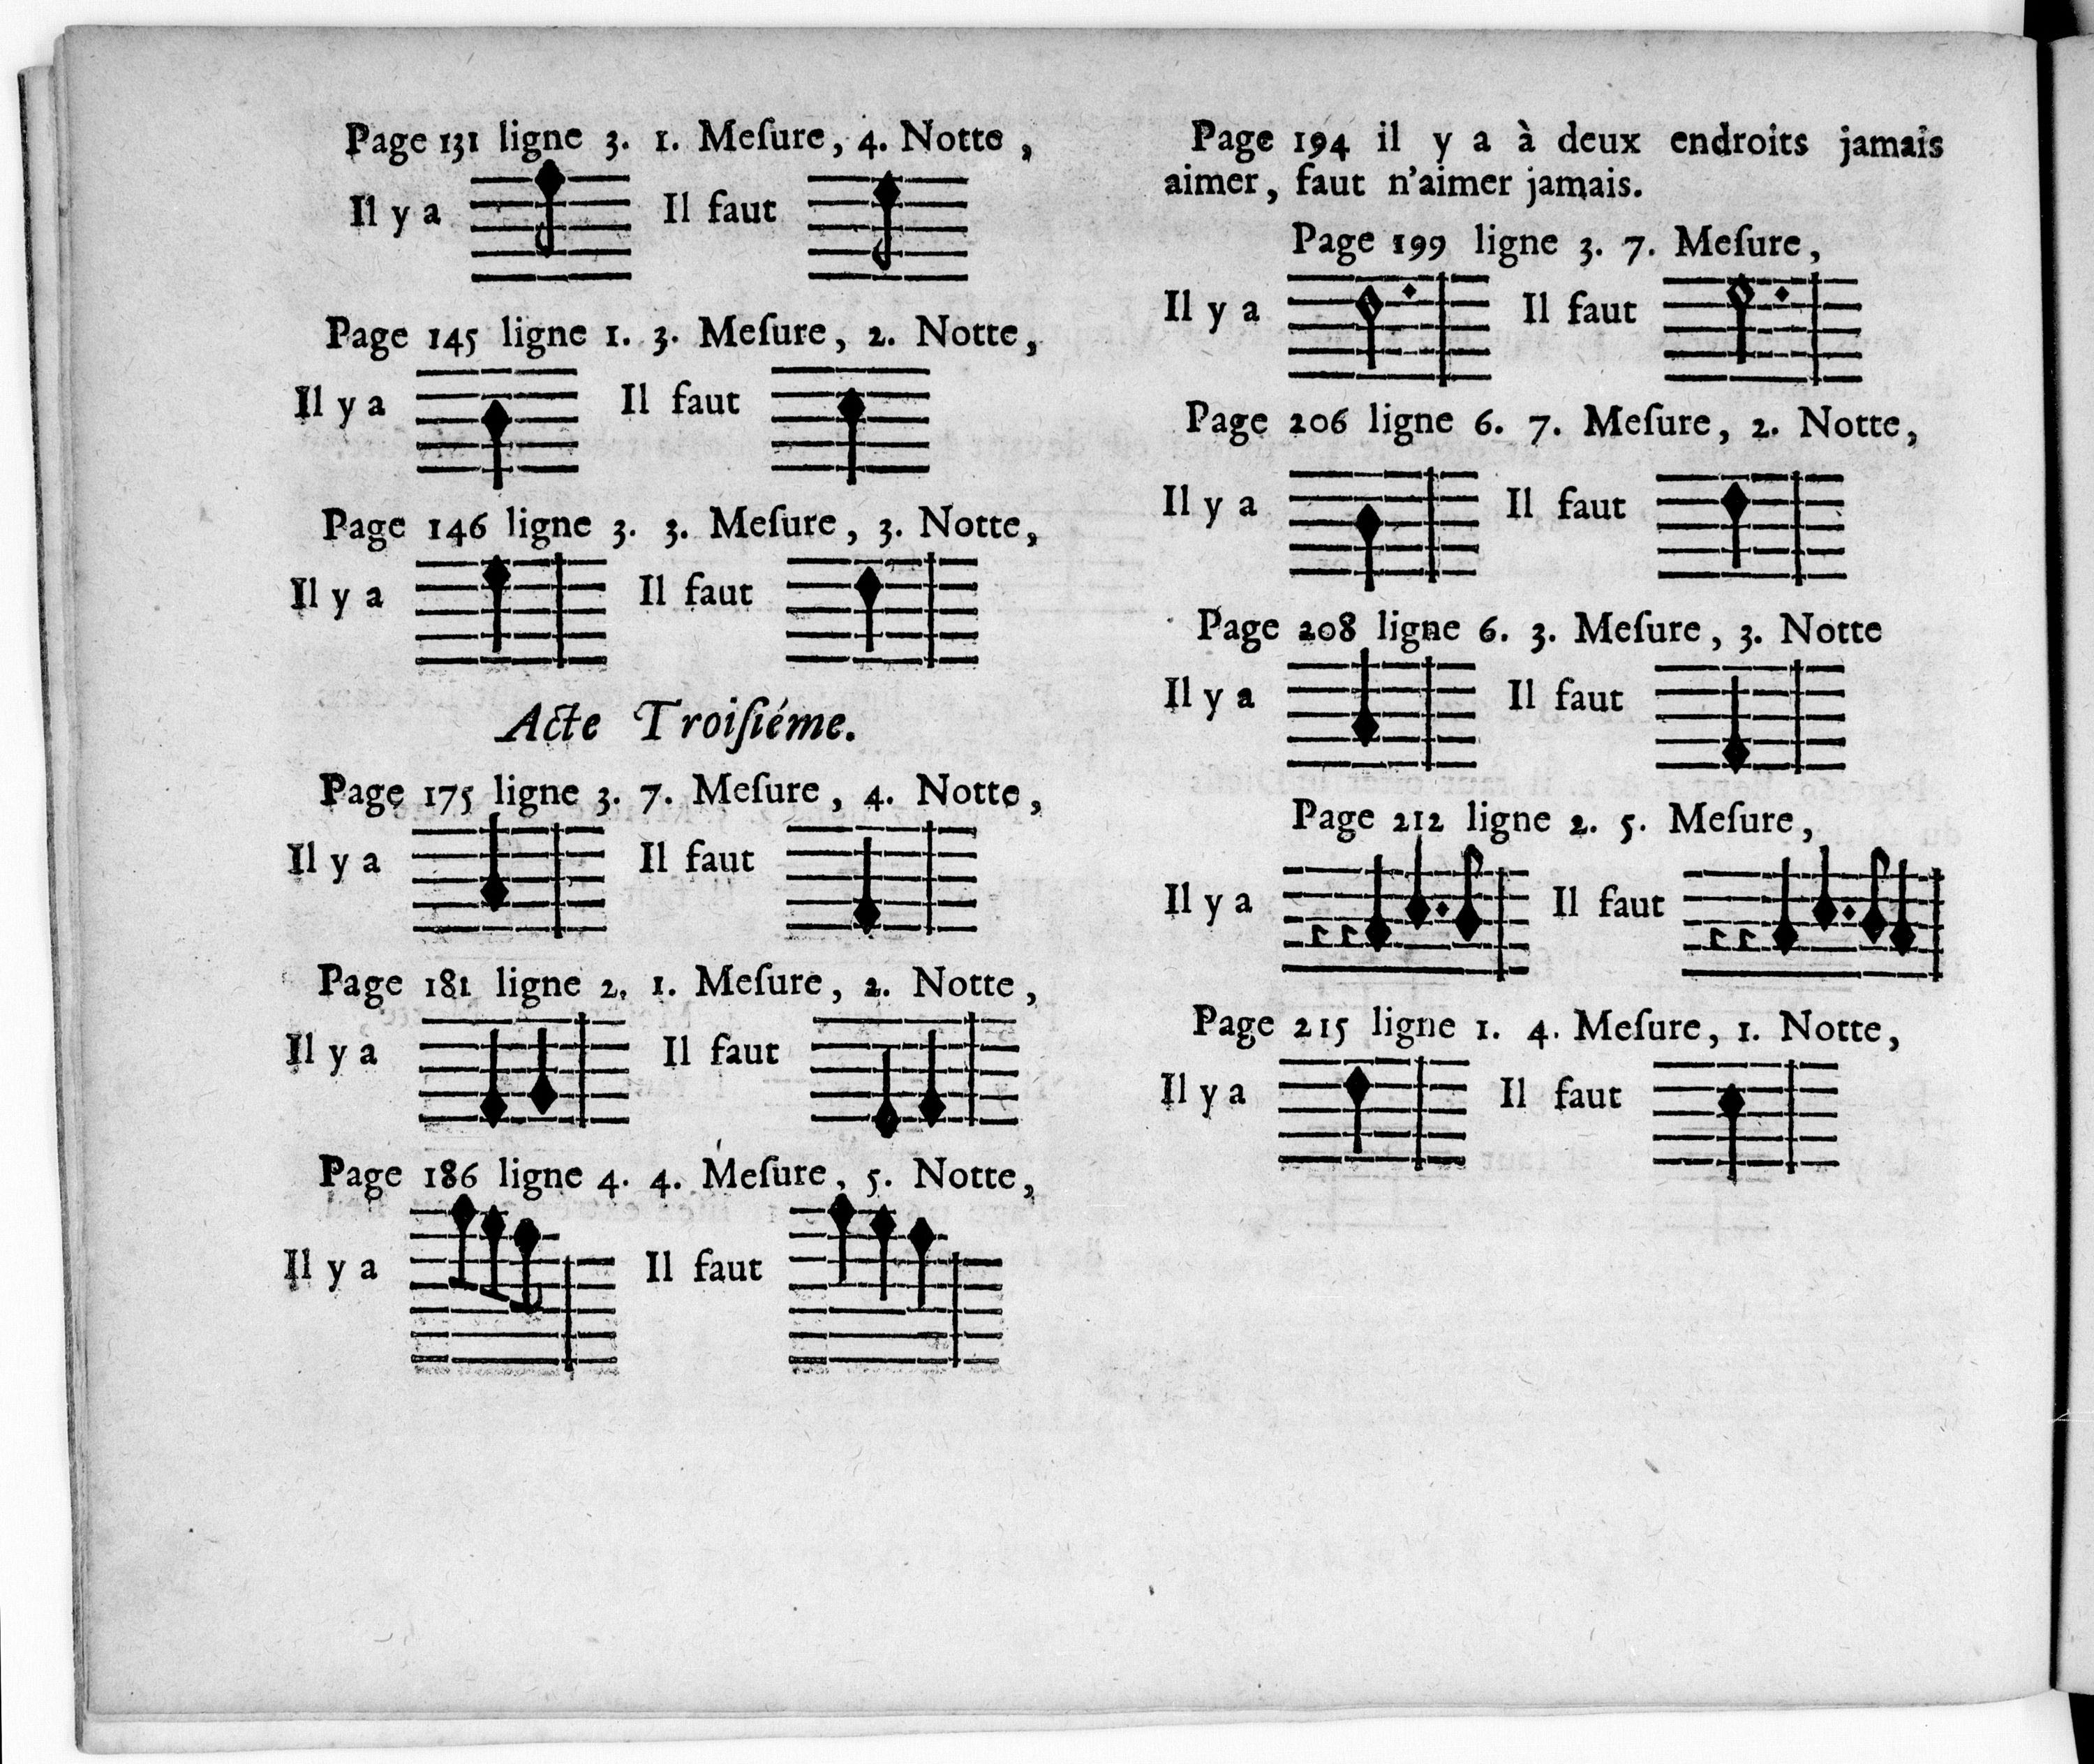 Page 131 ligne 3. 1. Meſure, 4. Notte,
Il y a Il faut
Page 145 ligne 1. 3. Meſure, 2. Notte,
Il y a Il faut
Page 146 ligne 3. 3. Meſure, 3. Notte,
Il y a Il faut
Acte Troiſiéme.
Page 175 ligne 3. 7. Meſure, 4. Notte,
Il y a Il faut
Page 181 ligne 2. 1. Meſure, 2. Notte,
Il y a Il faut
Page 186 ligne 4. 4. Meſure, 5. Notte,
Il y a Il faut
Page 194 il y a à deux endroits jamais
aimer, faut n'aimer jamais.
Page 199 ligne 3. 7. Meſure,
Il y a Il faut
Page 206 ligne 6. 7. Meſure, 2. Notte,
Il y a Il faut
Page 208 ligne 6. 3. Meſure, 3. Notte
Il y a Il faut
Page 212 ligne 2. 5. Meſure,
Il y a Il faut
Page 215 ligne 1. 4. Meſure, 1. Notte,
Il y a Il faut